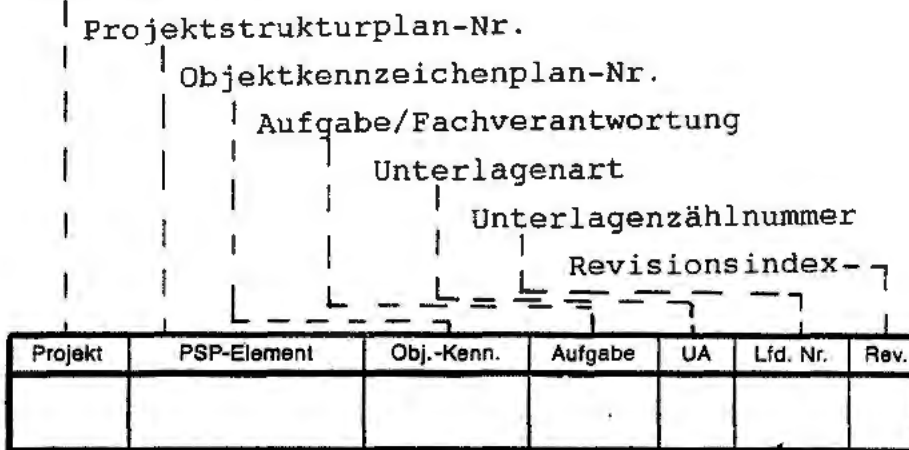 Projektstrukturplan-Nr.
Objektkennzeichenplan-Nr.
Aufgabe/Fachverantwortung
Unterlagenart
Unterlagenzählnummer
Revisionsindex
Projekt PSP-Element Obj.-Kenn. Aufgabe UA Lfd. Nr. Rev.